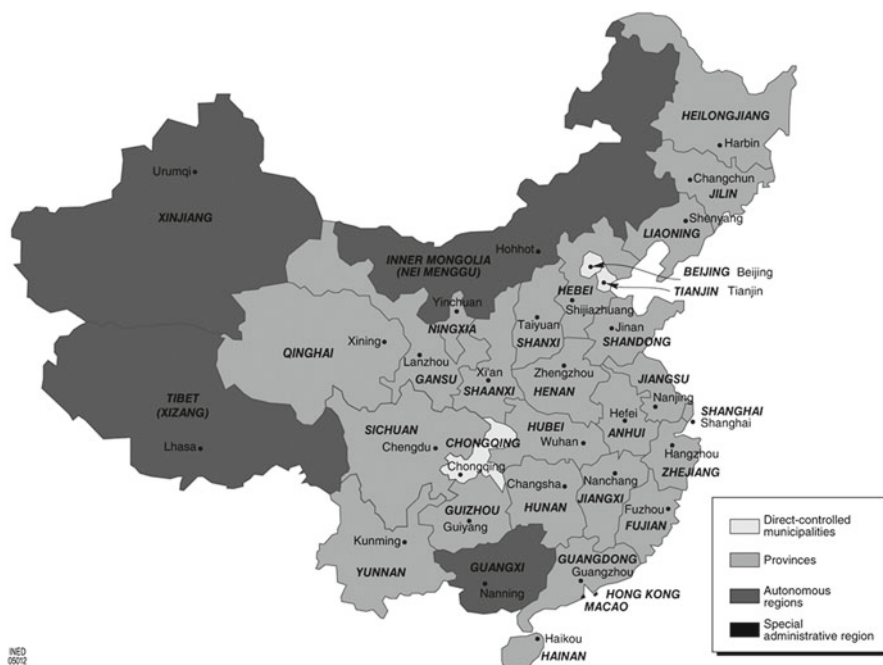 HEILONGJIANG
Harbin
Changchun
JILIN
Shenyang
LIAONING
Urumqi
XINJIANG
Hohhot
INNER MONGOLIA
(NEI MENGGU)
BEIJING Beijing
TIANJIN Tianjin
HEBEI
Shijiazhuang
Yinchuan
NINGXIA
Taiyuan
SHANXI
Jinan
SHANDONG
QINGHAI
Xining
Lanzhou
GANSU
Xi'an
SHAANXI
Zhengzhou
HENAN
JIANGSU
Nanjing
TIBET
(XIZANG)
Lhasa
SICHUAN
Chengdu
CHONGQING
Chongqing
HUBEI
Wuhan
Hefei
ANHUI
SHANGHAI
Shanghai
Hangzhou
ZHEJIANG
Changsha
HUNAN
Nanchang
JIANGXI
Fuzhou
FUJIAN
GUIZHOU
Guiyang
Kunming
YUNNAN
GUANGXI
Nanning
GUANGDONG
Guangzhou
HONG KONG
MACAO
Haikou
HAINAN
Direct-controlled
municipalities
Provinces
Autonomous
regions
Special
administrative region
INED
05012